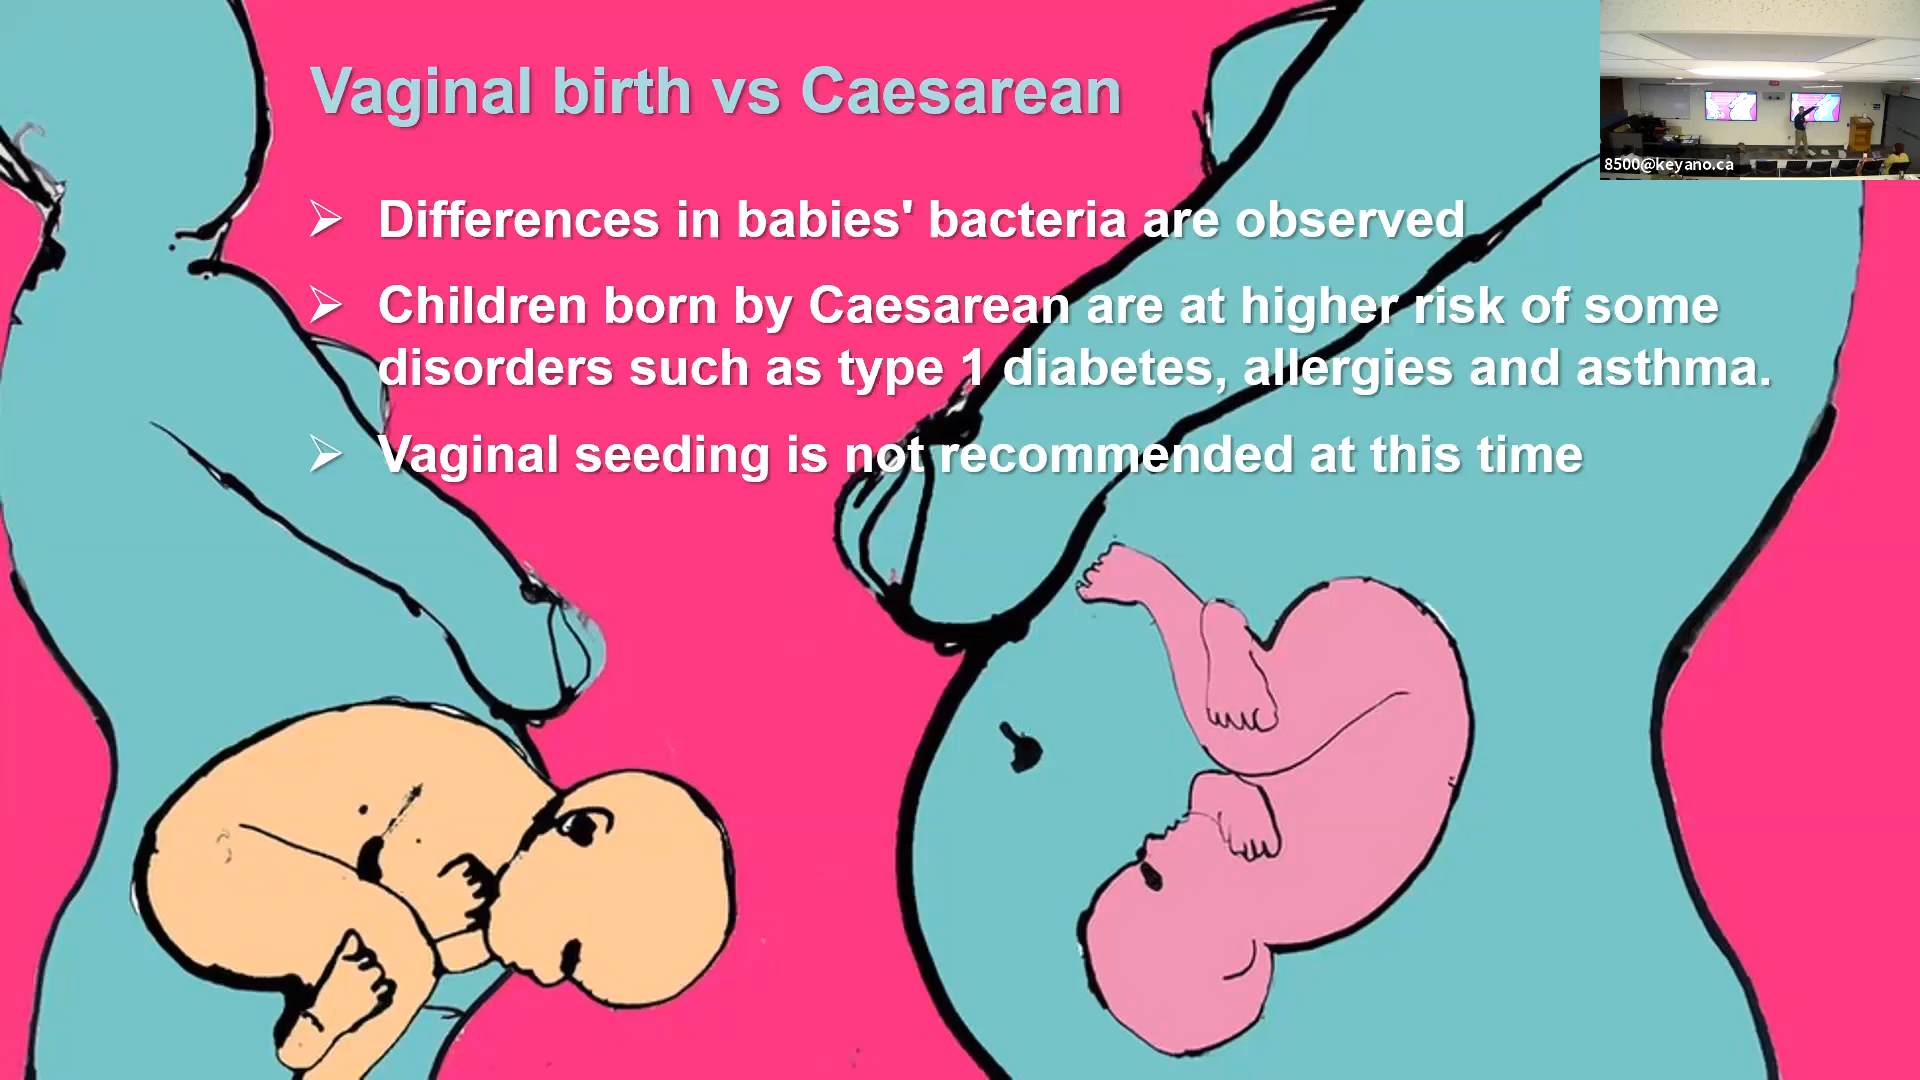 Vaginal birth vs Caesarean
Differences in babies' bacteria are observed
Children born by Caesarean are at higher risk of some
disorders such as type 1 diabetes, allergies and asthma.
Vaginal seeding is not recommended at this time
8500@keyano.ca